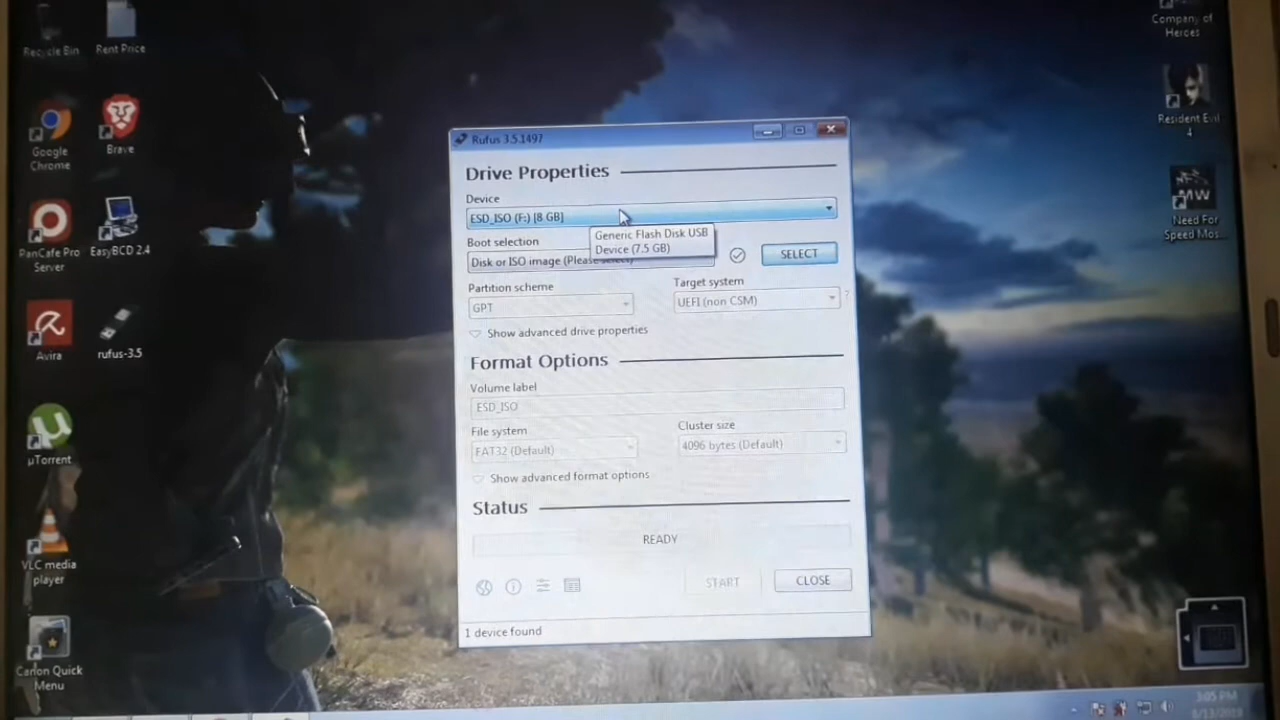 Recycle Bin
Rent Price
Company of
Heroes
Google
Chrome
Brave
Resident Evil
4
PanCafe Pro
Server
EasyBCD 2.4
MW
Need For
Speed Mos...
Avira
rufus-3.5
µTorrent
VLC media
player
Canon Quick
Menu
Rufus 3.5.1497
Drive Properties
Device
ESD_ISO (F:) [8 GB]
Generic Flash Disk USB
Device (7.5 GB)
Boot selection
Disk or ISO image (Please select)
SELECT
Partition scheme
GPT
Target system
UEFI (non CSM)
?
Show advanced drive properties
Format Options
Volume label
ESD_ISO
File system
FAT32 (Default)
Cluster size
4096 bytes (Default)
Show advanced format options
Status
READY
START
CLOSE
1 device found
3:05 PM